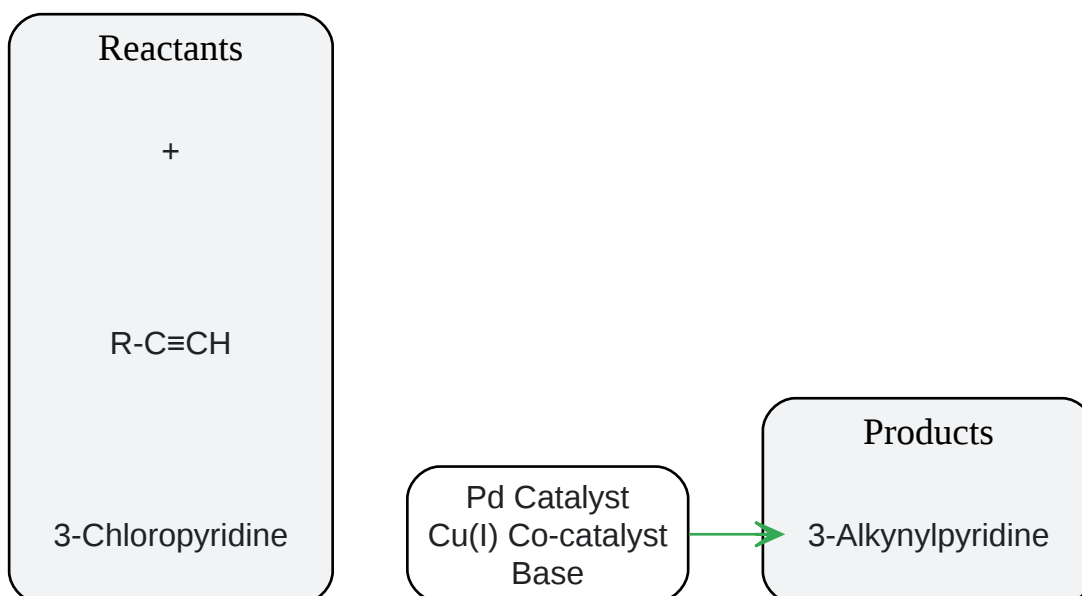 Reactants
+
R-C≡CH
3-Chloropyridine
Pd Catalyst
Cu(I) Co-catalyst
Base
Products
3-Alkynylpyridine